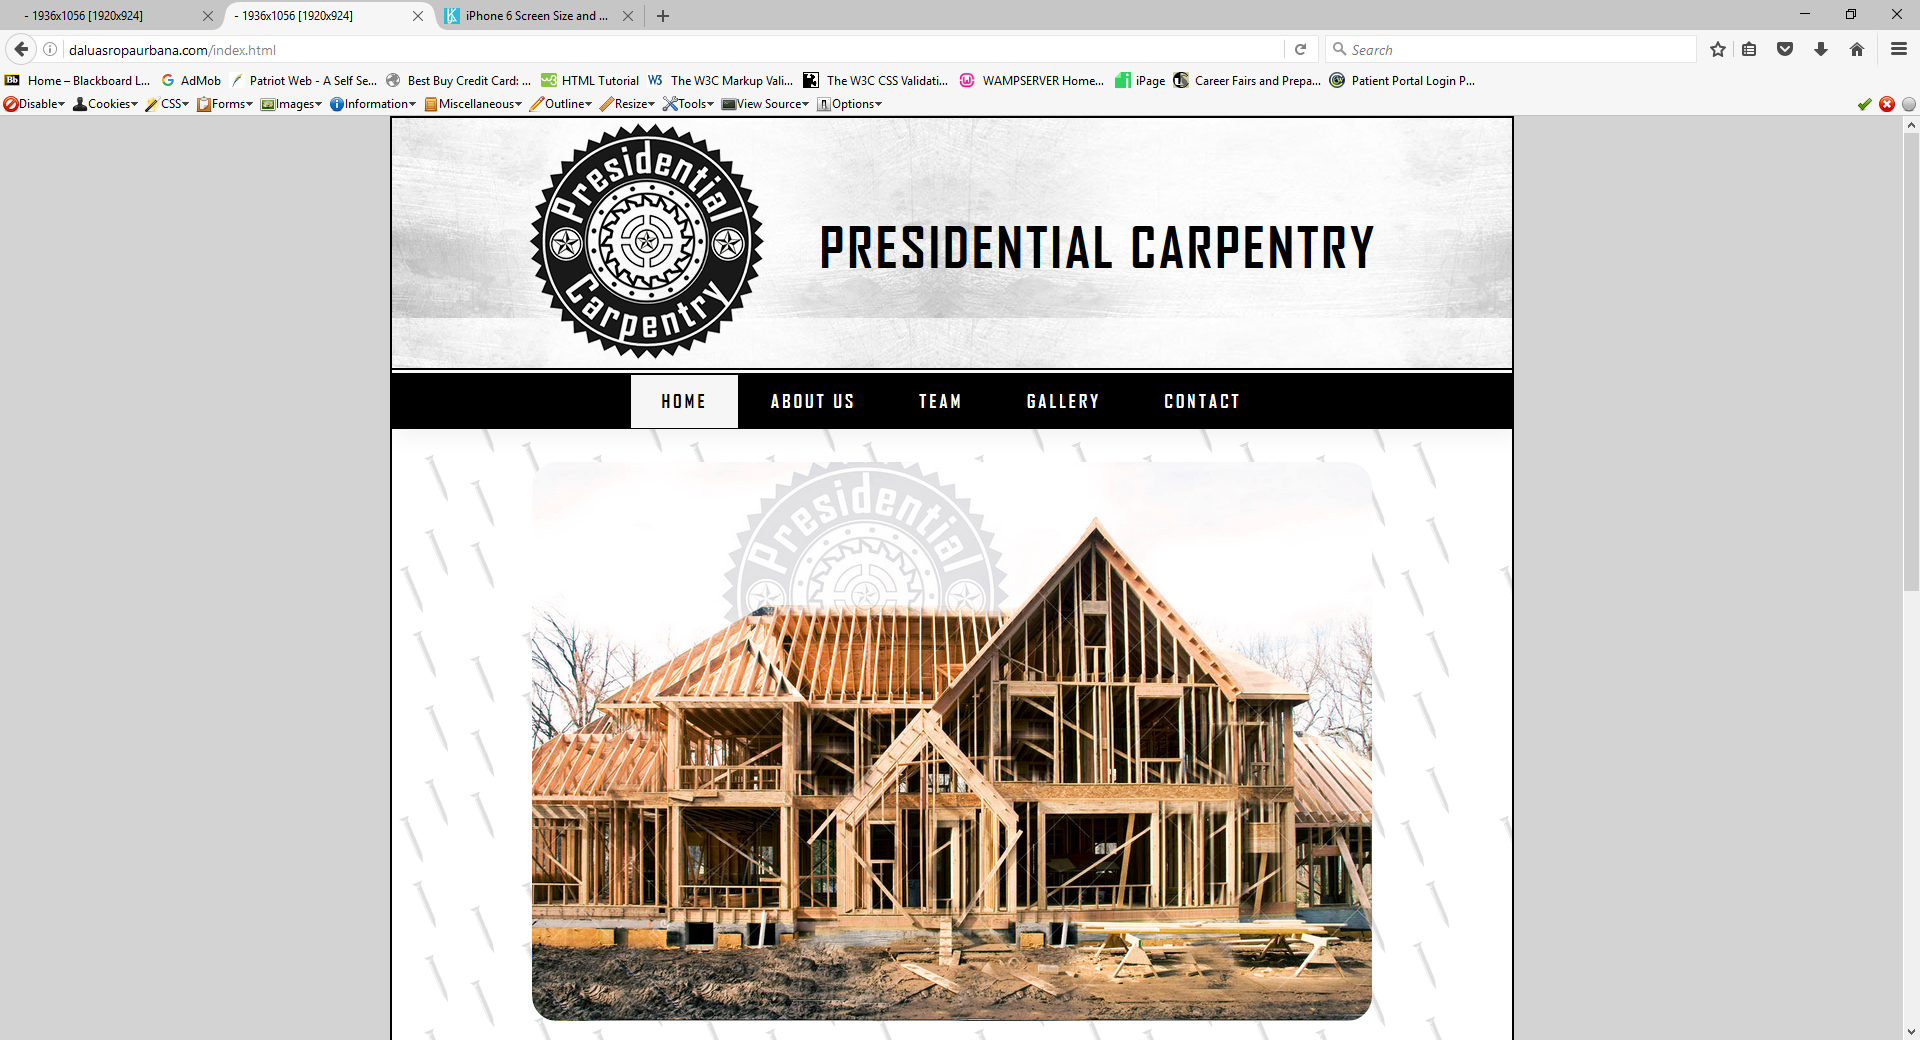 - 1936x1056 [1920x924]
- 1936x1056 [1920x924]
iPhone 6 Screen Size and ...
daluasropaurbana.com/index.html
Search
Home – Blackboard L...
AdMob
Patriot Web - A Self Se...
Best Buy Credit Card: ...
HTML Tutorial
The W3C Markup Vali...
The W3C CSS Validati...
WAMPSERVER Home...
iPage
Career Fairs and Prepa...
Patient Portal Login P...
Disable
Cookies
CSS
Forms
Images
Information
Miscellaneous
Outline
Resize
Tools
View Source
Options
Presidential
Carpentry
PRESIDENTIAL CARPENTRY
HOME
ABOUT US
TEAM
GALLERY
CONTACT
Presidential